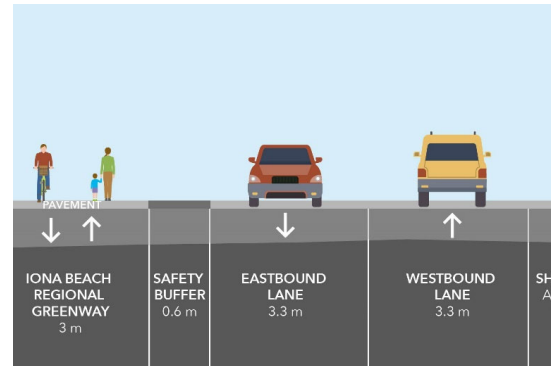 PAVEMENT
IONA BEACH
REGIONAL
GREENWAY
3 m
SAFETY
BUFFER
0.6 m
EASTBOUND
LANE
3.3 m
WESTBOUND
LANE
3.3 m